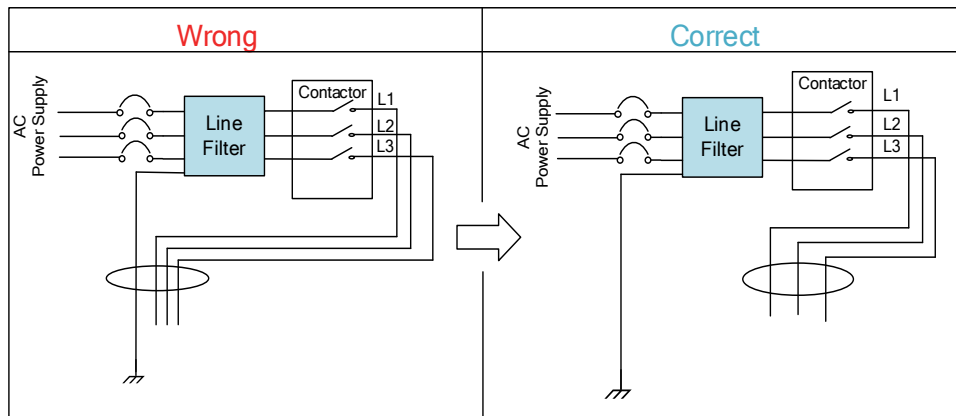 Wrong
AC
Power Supply
Line
Filter
Contactor
L1
L2
L3
Correct
AC
Power Supply
Line
Filter
Contactor
L1
L2
L3